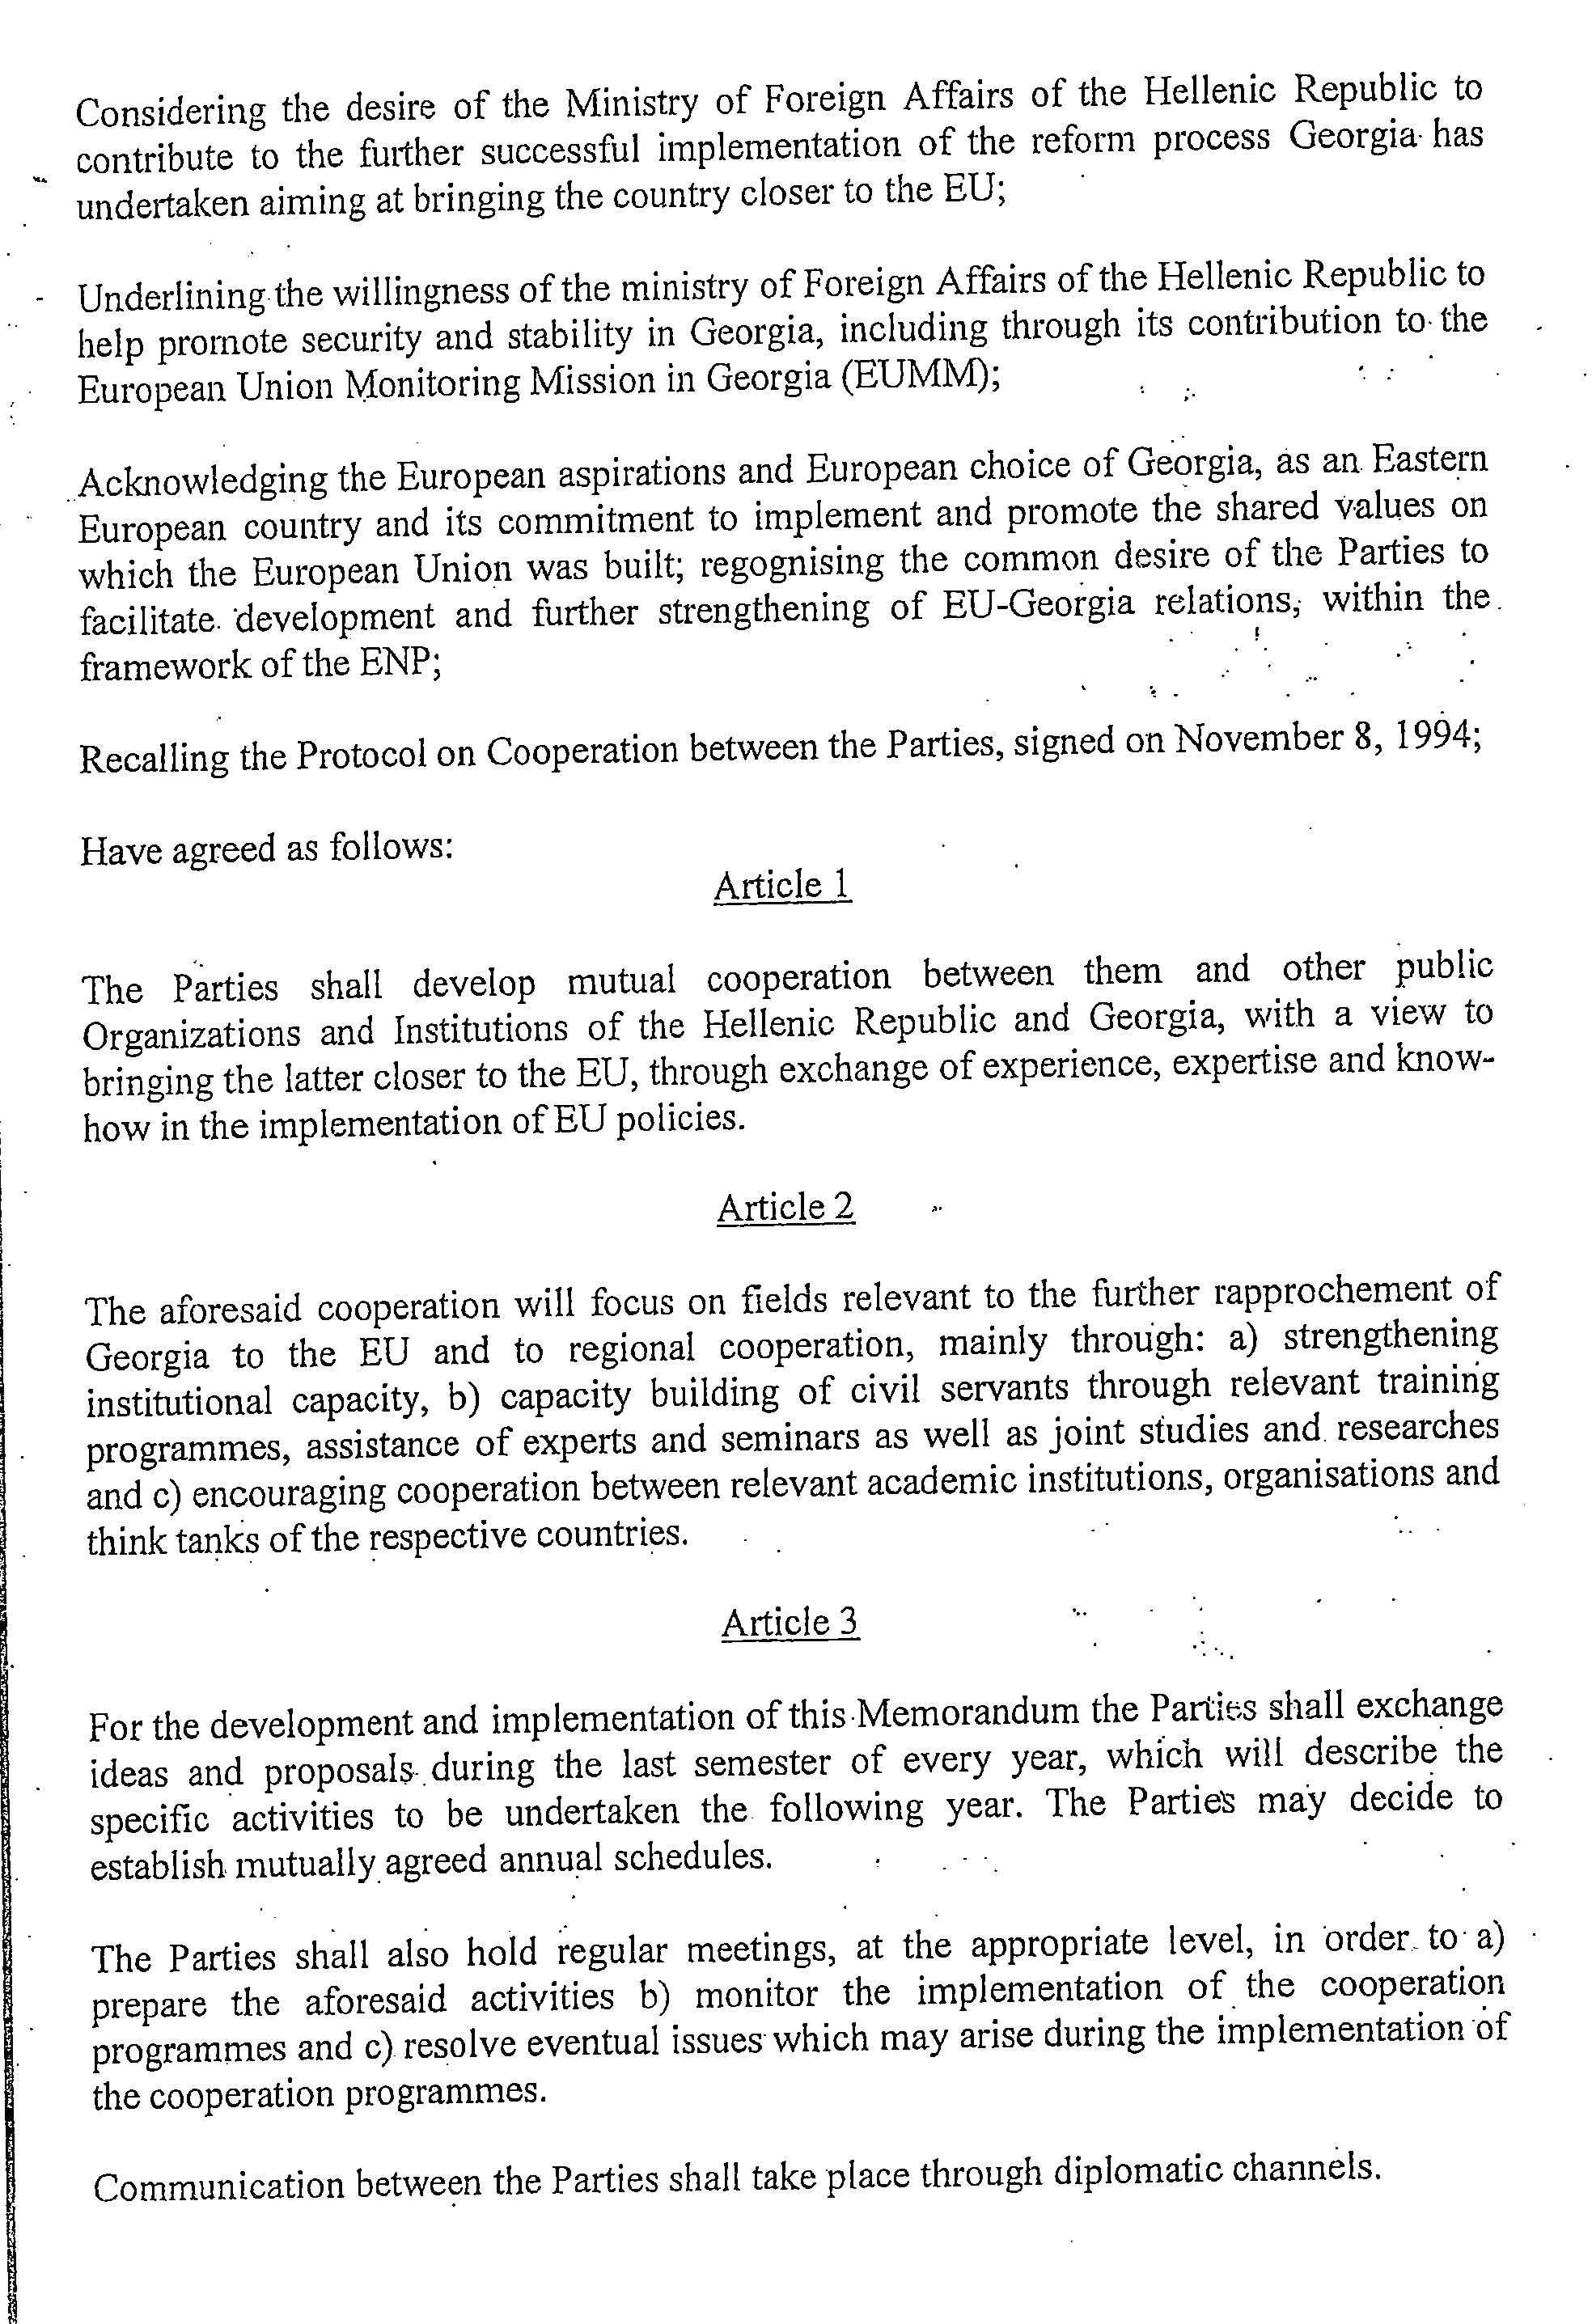 Considering the desire of the Ministry of Foreign Affairs of the Hellenic Republic to
contribute to the further successful implementation of the reform process Georgia has
undertaken aiming at bringing the country closer to the EU;
Underlining the willingness of the ministry of Foreign Affairs of the Hellenic Republic to
help promote security and stability in Georgia, including through its contribution to the
European Union Monitoring Mission in Georgia (EUMM);
Acknowledging the European aspirations and European choice of Georgia, as an Eastern
European country and its commitment to implement and promote the shared values on
which the European Union was built; regognising the common desire of the Parties to
facilitate development and further strengthening of EU-Georgia relations, within the
framework of the ENP;
Recalling the Protocol on Cooperation between the Parties, signed on November 8, 1994;
Have agreed as follows:
Article 1
The Parties shall develop mutual cooperation between them and other public
Organizations and Institutions of the Hellenic Republic and Georgia, with a view to
bringing the latter closer to the EU, through exchange of experience, expertise and know-
how in the implementation of EU policies.
Article 2
The aforesaid cooperation will focus on fields relevant to the further rapprochement of
Georgia to the EU and to regional cooperation, mainly through: a) strengthening
institutional capacity, b) capacity building of civil servants through relevant training
programmes, assistance of experts and seminars as well as joint studies and researches
and c) encouraging cooperation between relevant academic institutions, organisations and
think tanks of the respective countries.
Article 3
For the development and implementation of this Memorandum the Parties shall exchange
ideas and proposals during the last semester of every year, which will describe the
specific activities to be undertaken the following year. The Parties may decide to
establish mutually agreed annual schedules.
The Parties shall also hold regular meetings, at the appropriate level, in order to a)
prepare the aforesaid activities b) monitor the implementation of the cooperation
programmes and c) resolve eventual issues which may arise during the implementation of
the cooperation programmes.
Communication between the Parties shall take place through diplomatic channels.